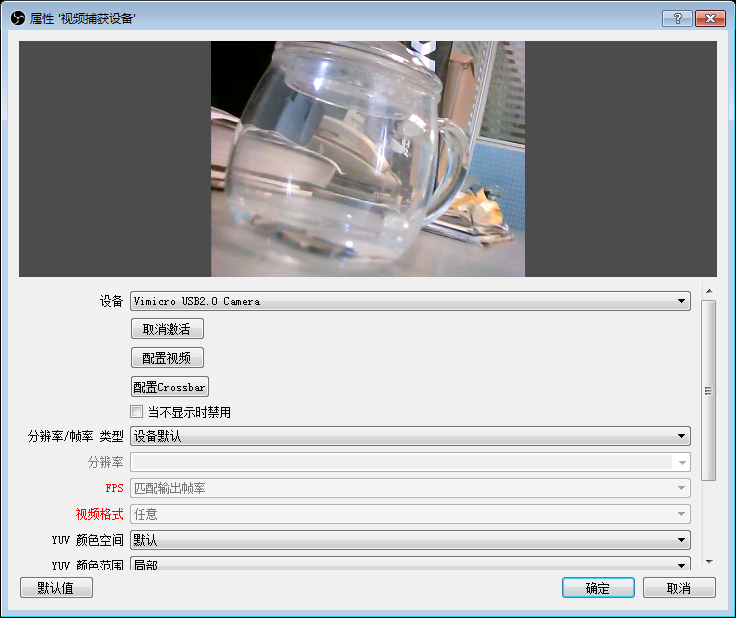 属性 '视频捕获设备'
设备 Vimicro USB2.0 Camera
取消激活
配置视频
配置Crossbar
当不显示时禁用
分辨率/帧率 类型 设备默认
分辨率
FPS 匹配输出帧率
视频格式 任意
YUV 颜色空间 默认
YUV 颜色范围 局部
默认值 确定 取消